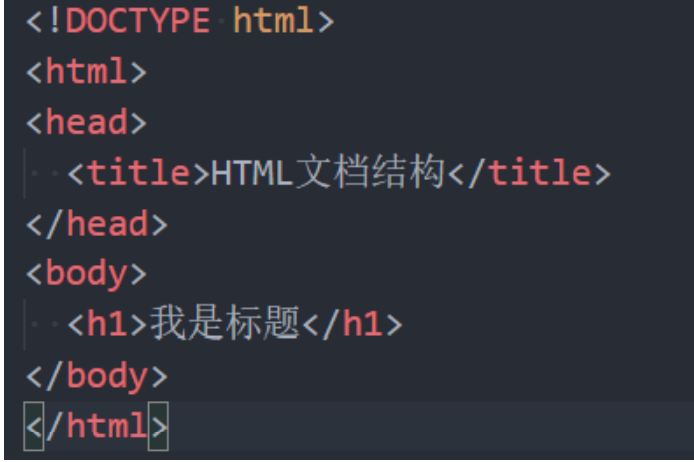 <!DOCTYPE html>
<html>
<head>
  <title>HTML文档结构</title>
</head>
<body>
  <h1>我是标题</h1>
</body>
</html>